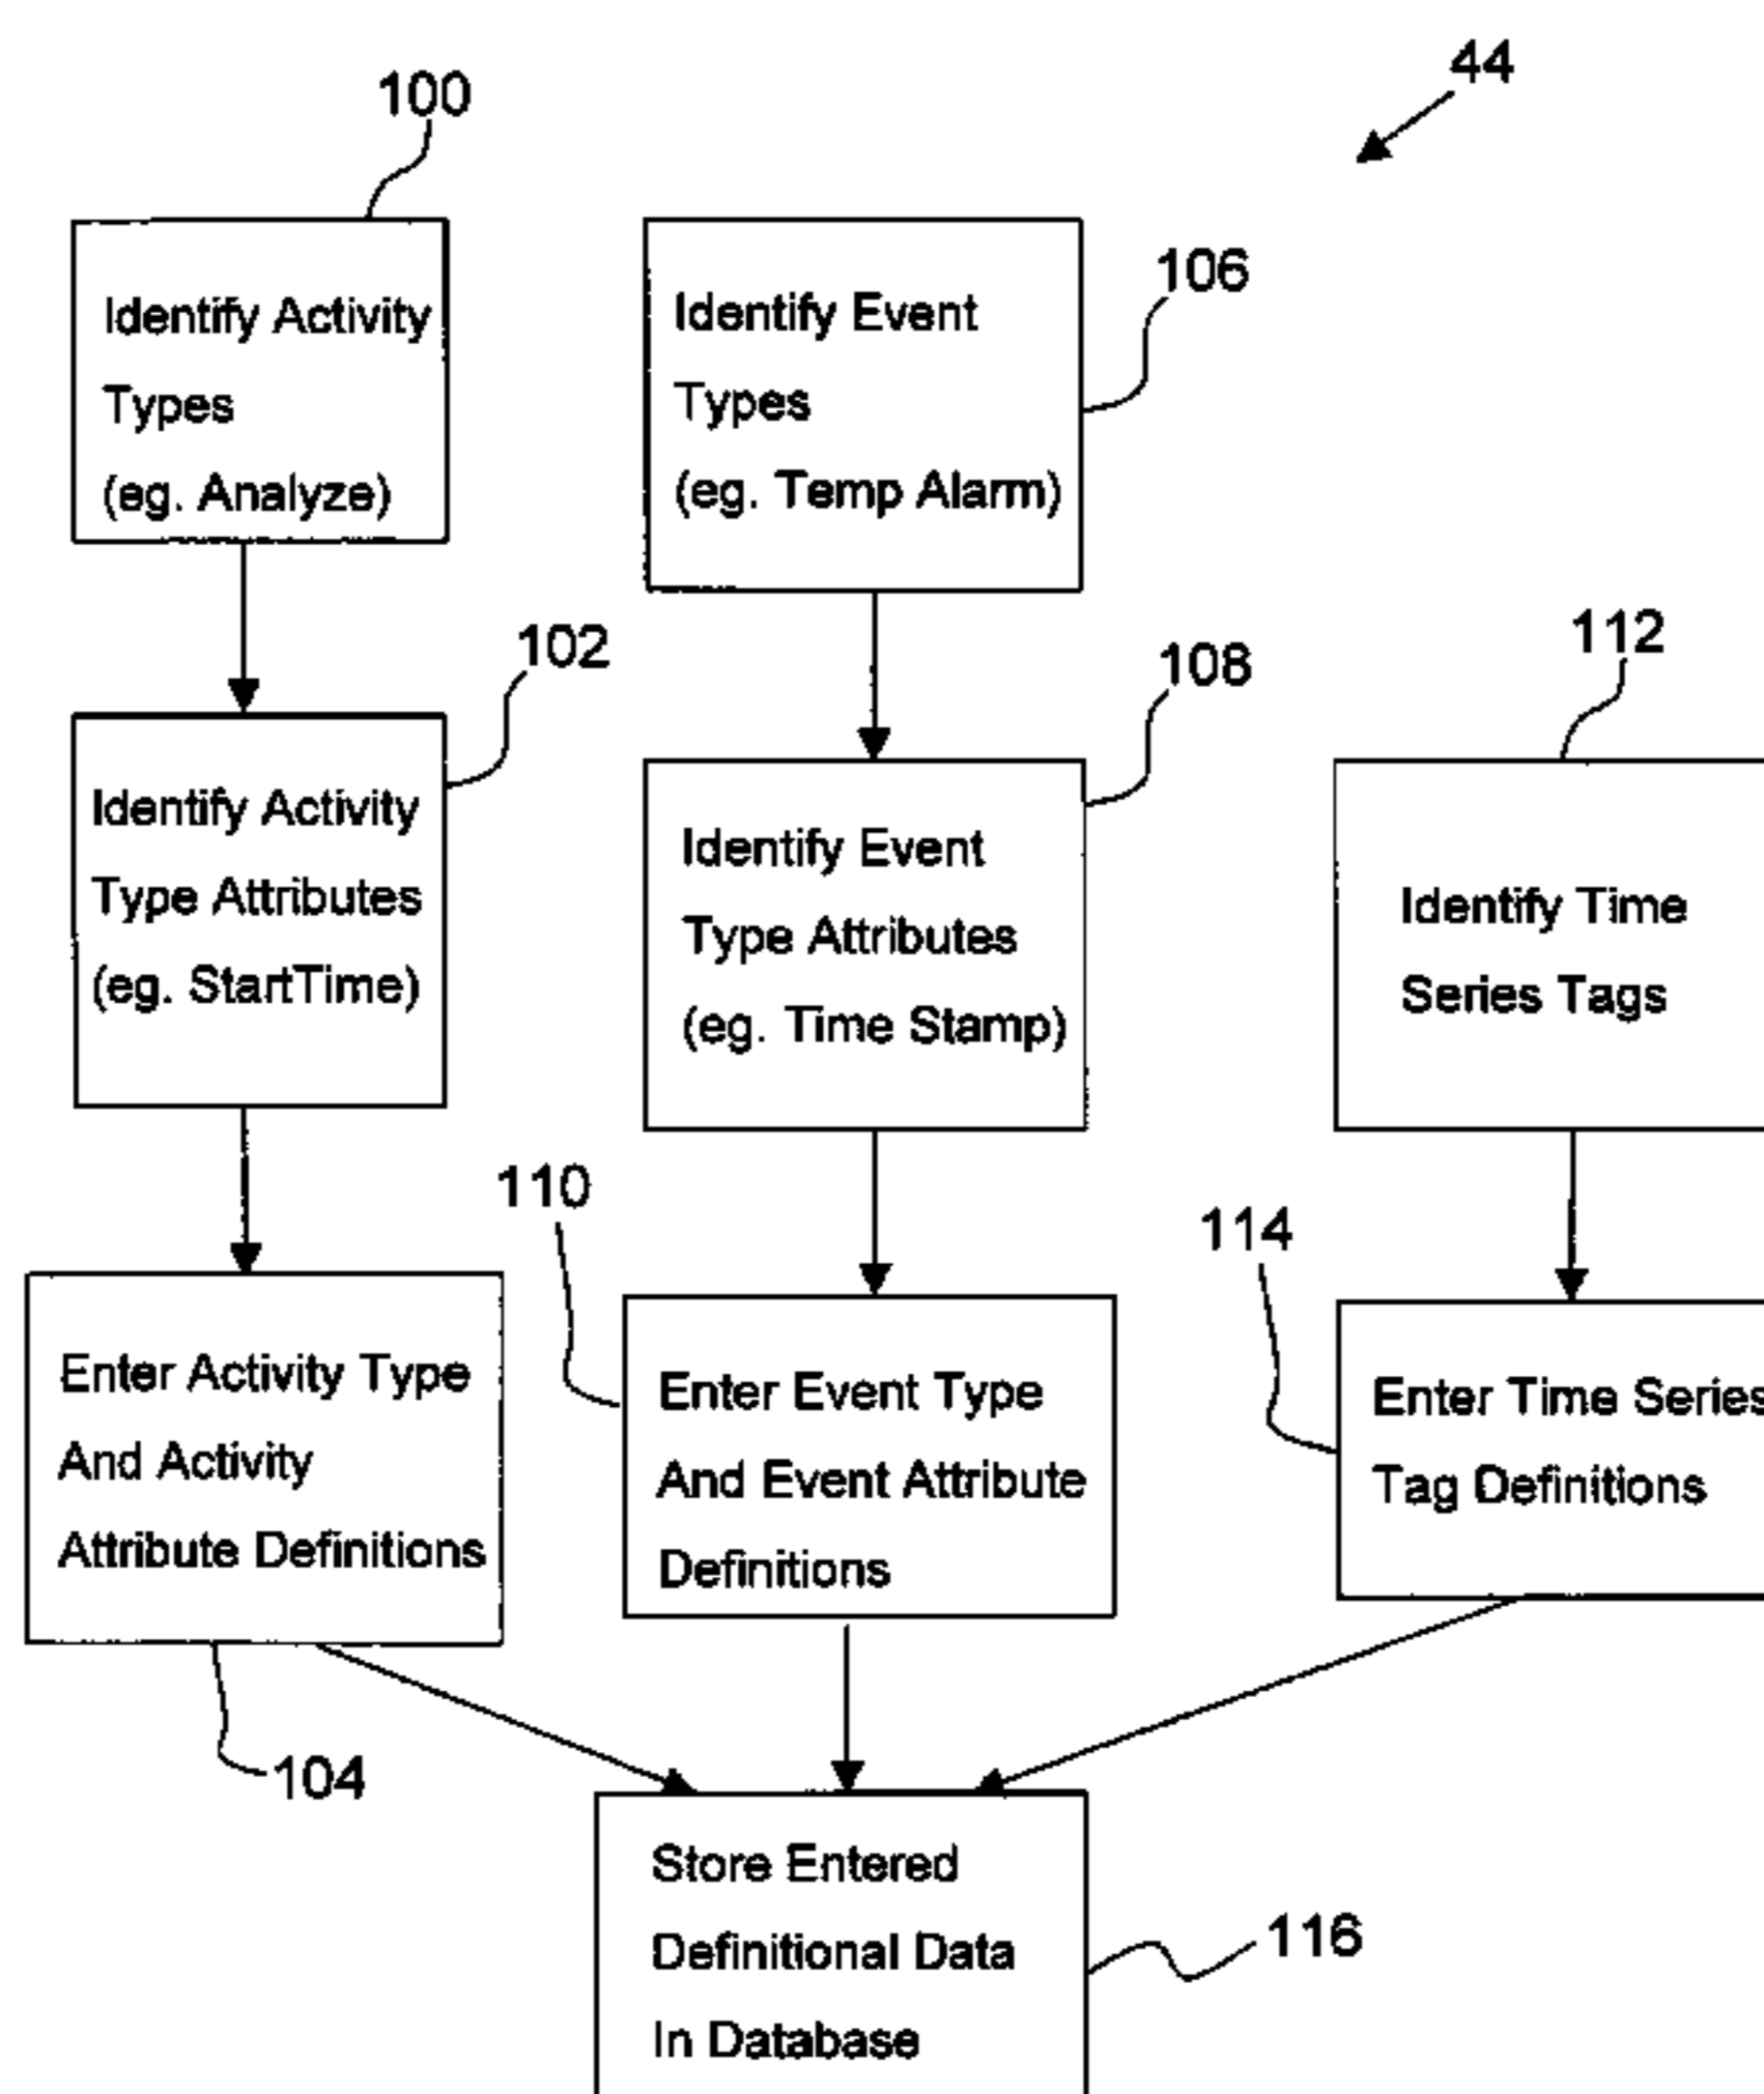 44
100
Identify Activity
Types
(eg. Analyze)
106
Identify Event
Types
(eg. Temp Alarm)
102
Identify Activity
Type Attributes
(eg. StartTime)
108
Identify Event
Type Attributes
(eg. Time Stamp)
112
Identify Time
Series Tags
104
Enter Activity Type
And Activity
Attribute Definitions
110
Enter Event Type
And Event Attribute
Definitions
114
Enter Time Series
Tag Definitions
Store Entered
Definitional Data
In Database
116